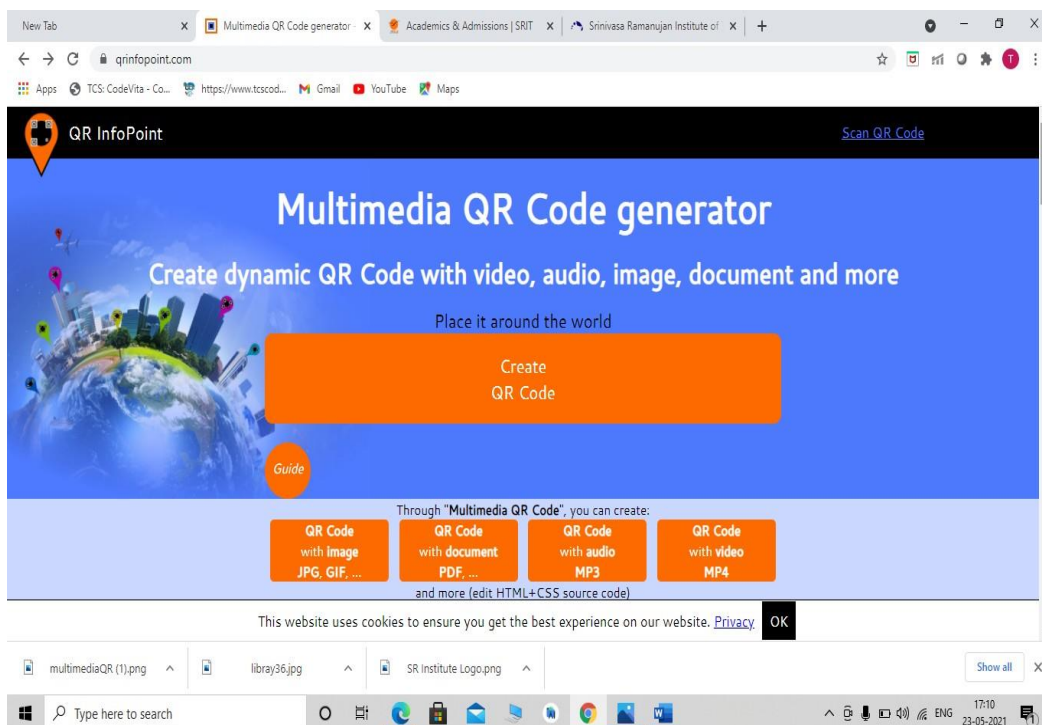 New Tab
Multimedia QR Code generator -
Academics & Admissions | SRIT
Srinivasa Ramanujan Institute of
qrinfopoint.com
T
Apps
TCS: CodeVita - Co...
https://www.tcscod...
Gmail
YouTube
Maps
QR InfoPoint
Scan QR Code
Multimedia QR Code generator
Create dynamic QR Code with video, audio, image, document and more
Place it around the world
Create
QR Code
Guide
Through "Multimedia QR Code", you can create:
QR Code
with image
JPG, GIF, ...
QR Code
with document
PDF, ...
QR Code
with audio
MP3
QR Code
with video
MP4
and more (edit HTML+CSS source code)
This website uses cookies to ensure you get the best experience on our website. Privacy OK
multimediaQR (1).png
libray36.jpg
SR Institute Logo.png
Show all
Type here to search
ENG
17:10
23-05-2021